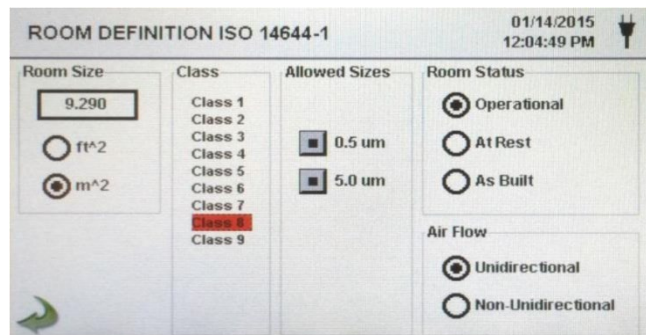 ROOM DEFINITION ISO 14644-1
01/14/2015
12:04:49 PM
Room Size
9.290
ft^2
m^2
Class
Class 1
Class 2
Class 3
Class 4
Class 5
Class 6
Class 7
Class 8
Class 9
Allowed Sizes
0.5 um
5.0 um
Room Status
Operational
At Rest
As Built
Air Flow
Unidirectional
Non-Unidirectional